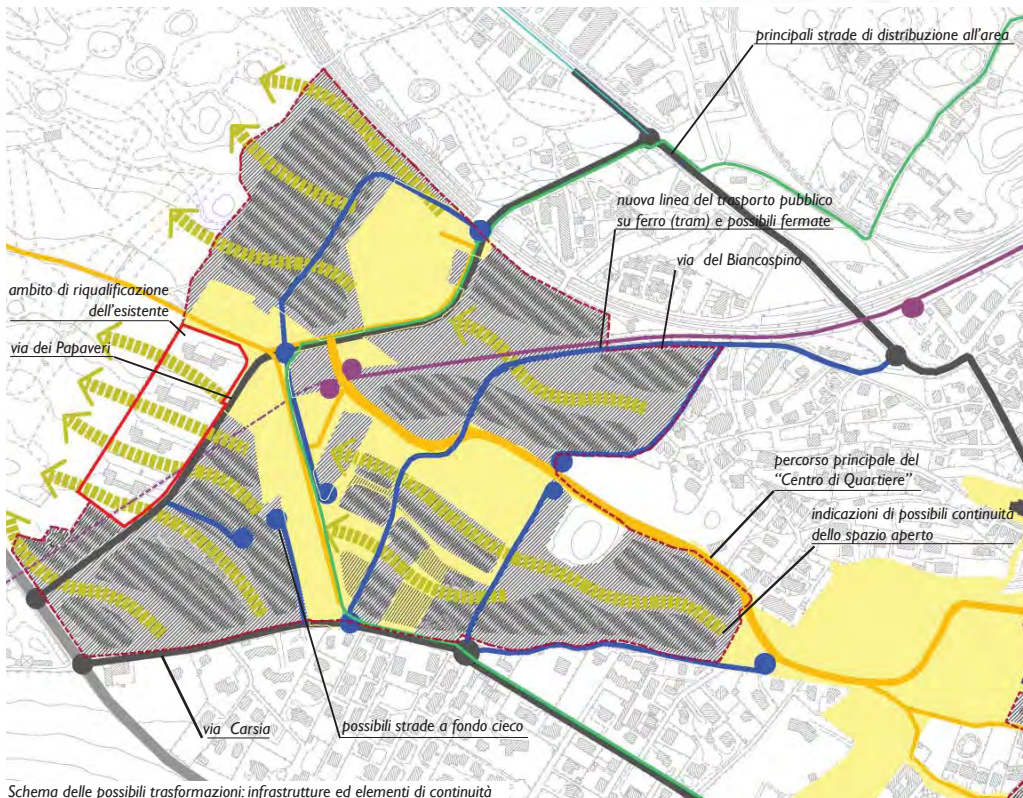 principali strade di distribuzione all'area
nuova linea del trasporto pubblico
su ferro (tram) e possibili fermate
via del Biancospino
ambito di riqualificazione
dell'esistente
via dei Papaveri
percorso principale del
“Centro di Quartiere”
indicazioni di possibili continuità
dello spazio aperto
via Carsia
possibili strade a fondo cieco
Schema delle possibili trasformazioni: infrastrutture ed elementi di continuità